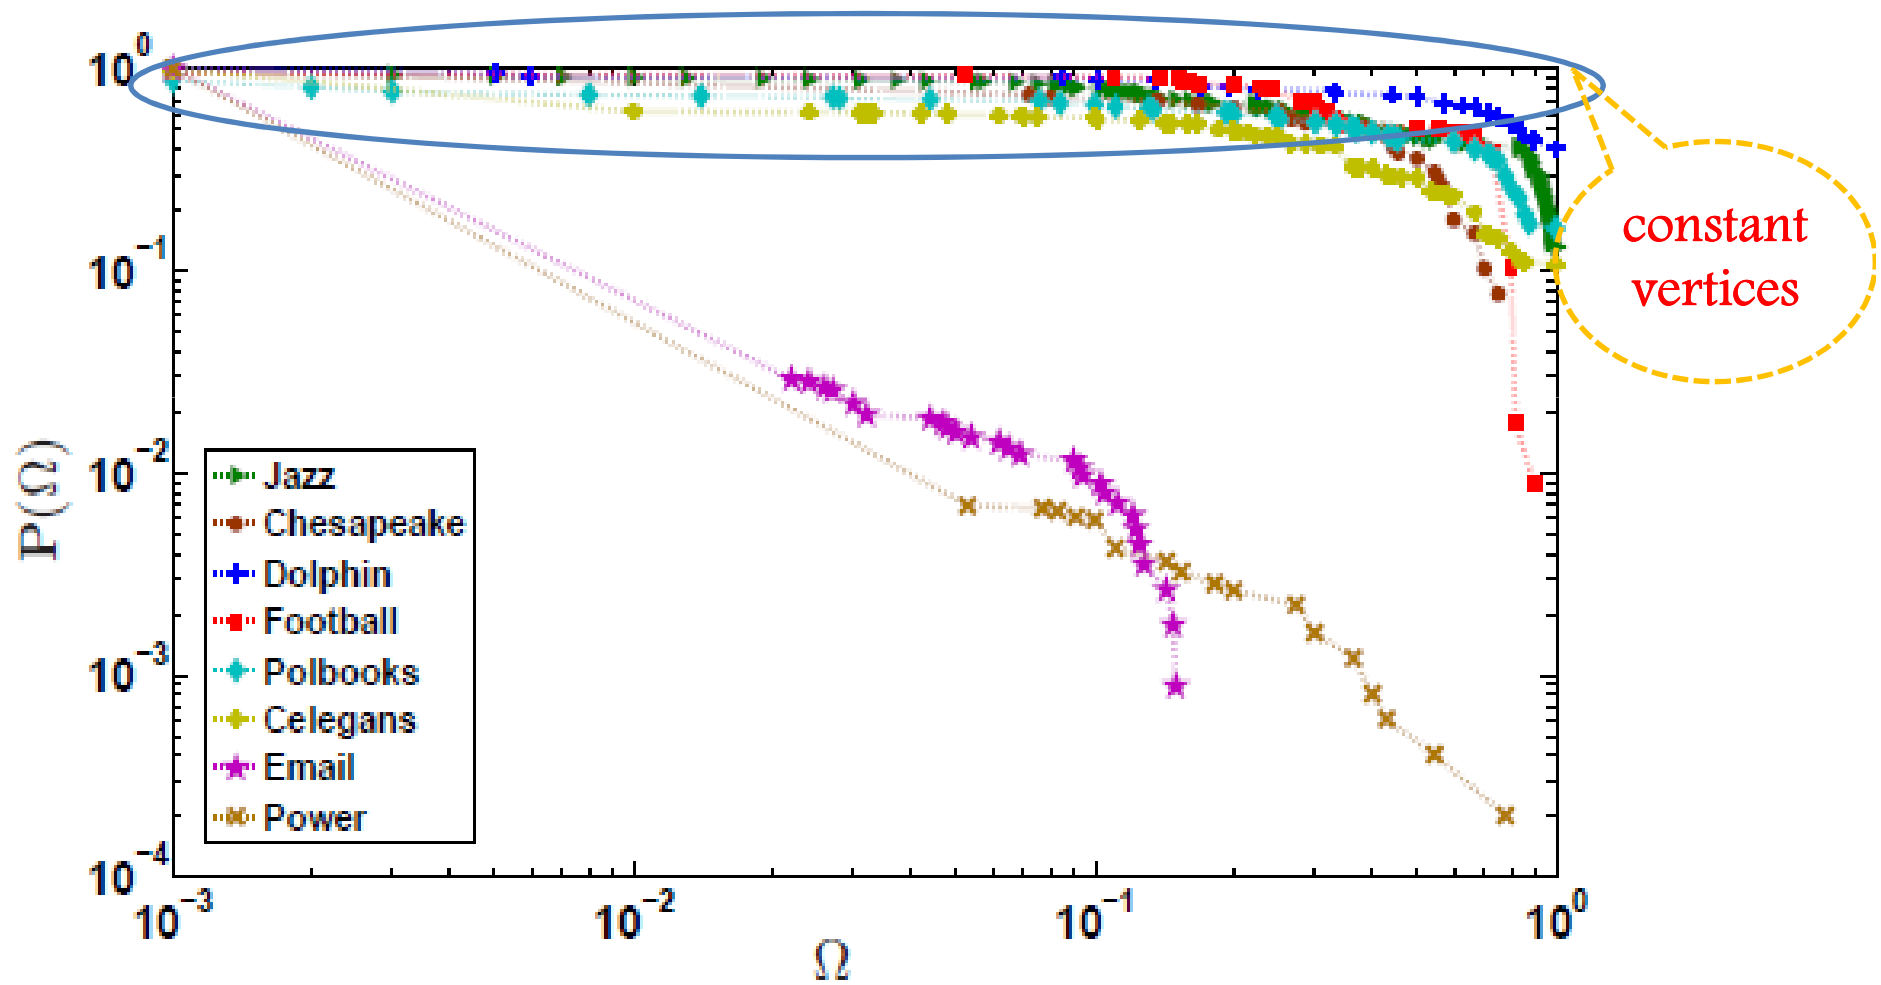 10^0
10^−1
10^−2
10^−3
10^−4
P(Ω)
Jazz
Chesapeake
Dolphin
Football
Polbooks
Celegans
Email
Power
constant
vertices
10^−3 10^−2 10^−1 10^0
Ω